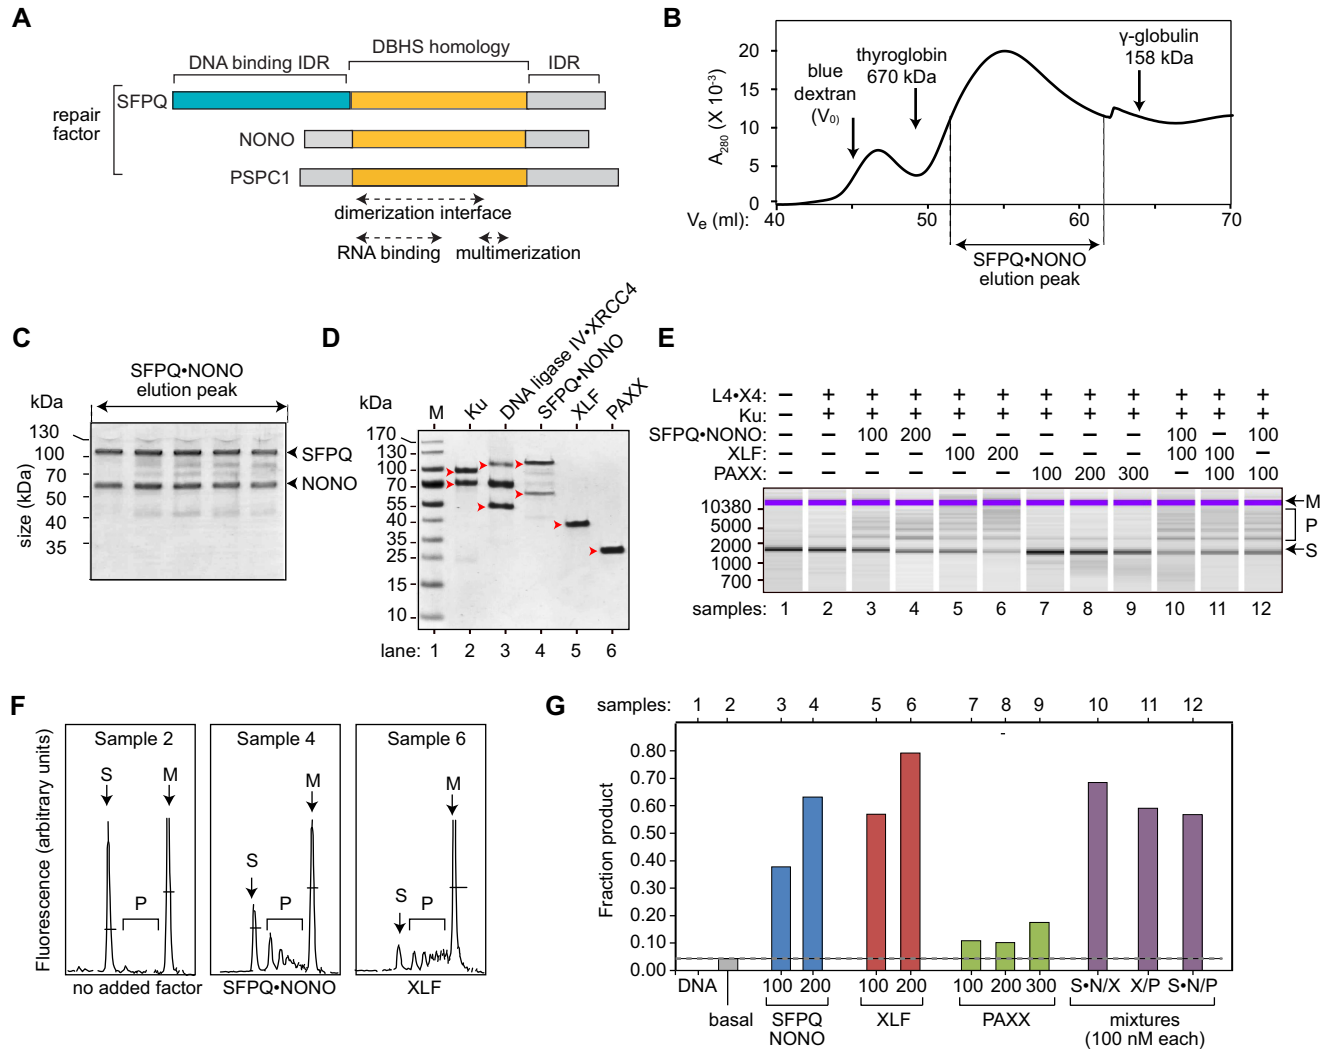 A
DNA binding IDR
DBHS homology
IDR
repair
factor
SFPQ
NONO
PSPC1
dimerization interface
RNA binding
multimerization
B
A280 (X 10-3)
20
15
10
5
0
blue
dextran
(V0)
thyroglobin
670 kDa
γ-globulin
158 kDa
Ve (ml):
40
50
60
70
SFPQ•NONO
elution peak
C
SFPQ•NONO
elution peak
kDa
size (kDa)
130
100
70
50
40
35
SFPQ
NONO
D
kDa
M
Ku
DNA ligase IV•XRCC4
SFPQ•NONO
XLF
PAXX
170
130
100
70
55
40
35
25
15
10
lane: 1 2 3 4 5 6
E
L4•X4: – + + + + + + + + + + +
Ku: – + + + + + + + + + + +
SFPQ•NONO: – – 100 200 – – – – – 100 – 100
XLF: – – – – 100 200 – – – 100 100 –
PAXX: – – – – – – 100 200 300 – 100 100
10380
5000
2000
1000
700
M
P
S
samples: 1 2 3 4 5 6 7 8 9 10 11 12
F
Fluorescence (arbitrary units)
Sample 2
S
M
P
no added factor
Sample 4
S
M
P
SFPQ•NONO
Sample 6
S
M
P
XLF
G
samples: 1 2 3 4 5 6 7 8 9 10 11 12
-
Fraction product
0.80
0.70
0.60
0.50
0.40
0.30
0.20
0.10
0.00
DNA
basal
100 200
SFPQ
NONO
100 200
XLF
100 200 300
PAXX
S•N/X X/P S•N/P
mixtures
(100 nM each)